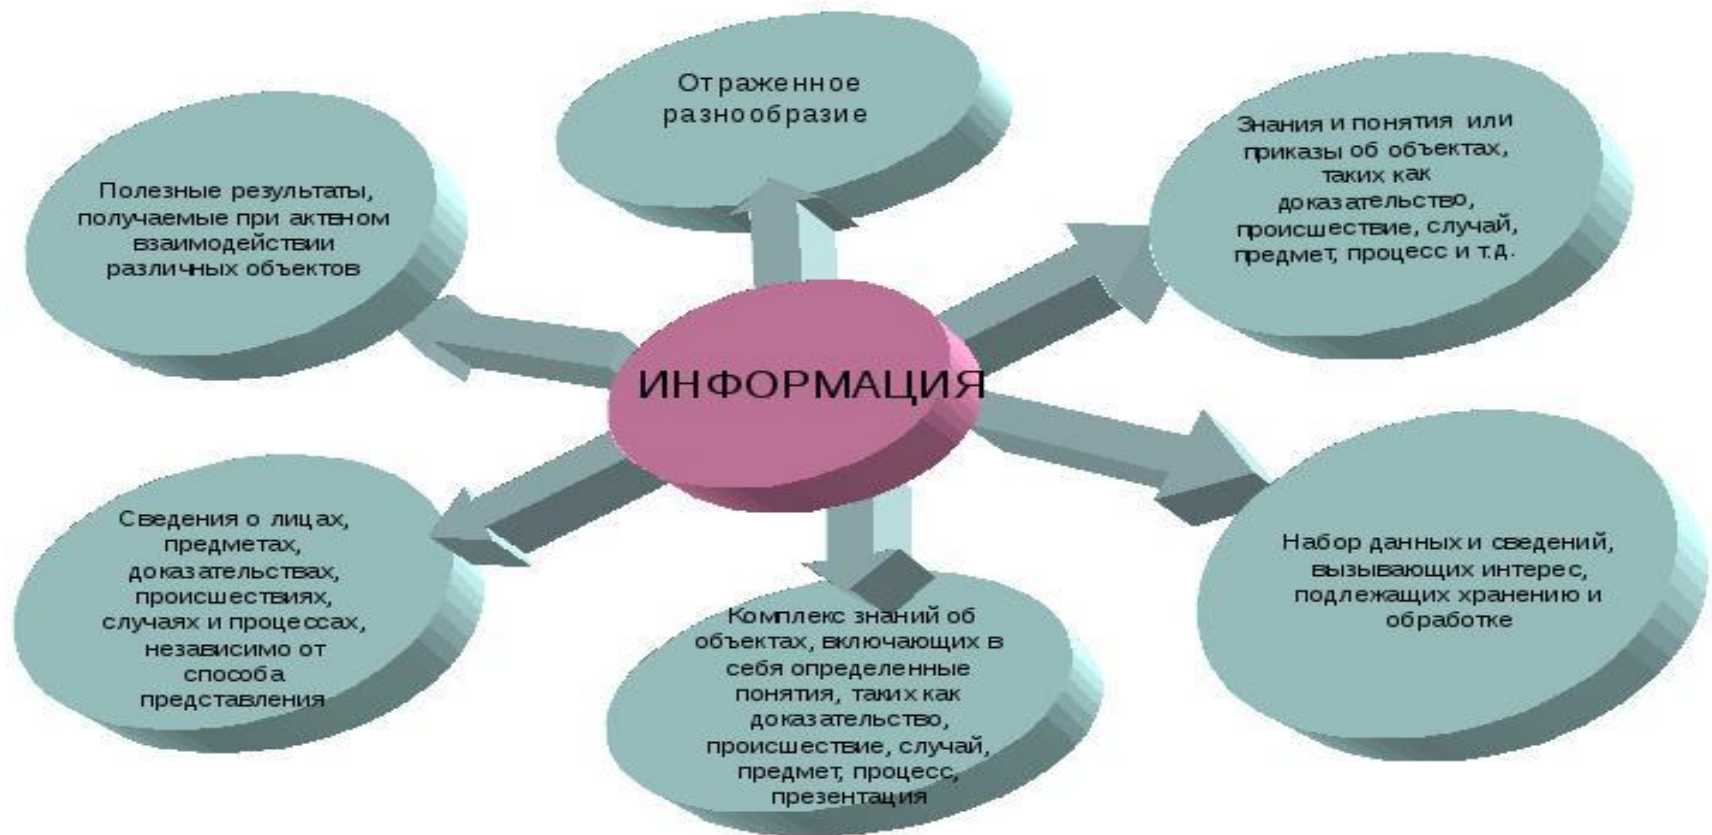 Отраженное
разнообразие
Знания и понятия или
приказы об объектах,
таких как
доказательство,
происшествие, случай,
предмет, процесс и т.д.
Полезные результаты,
получаемые при актвном
взаимодействии
различных объектов
ИНФОРМАЦИЯ
Сведения о лицах,
предметах,
доказательствах,
происшествиях,
случаях и процессах,
независимо от
способа
представления
Комплекс знаний об
объектах, включающих в
себя определенные
понятия, таких как
доказательство,
происшествие, случай,
предмет, процесс,
презентация
Набор данных и сведений,
вызывающих интерес,
подлежащих хранению и
обработке